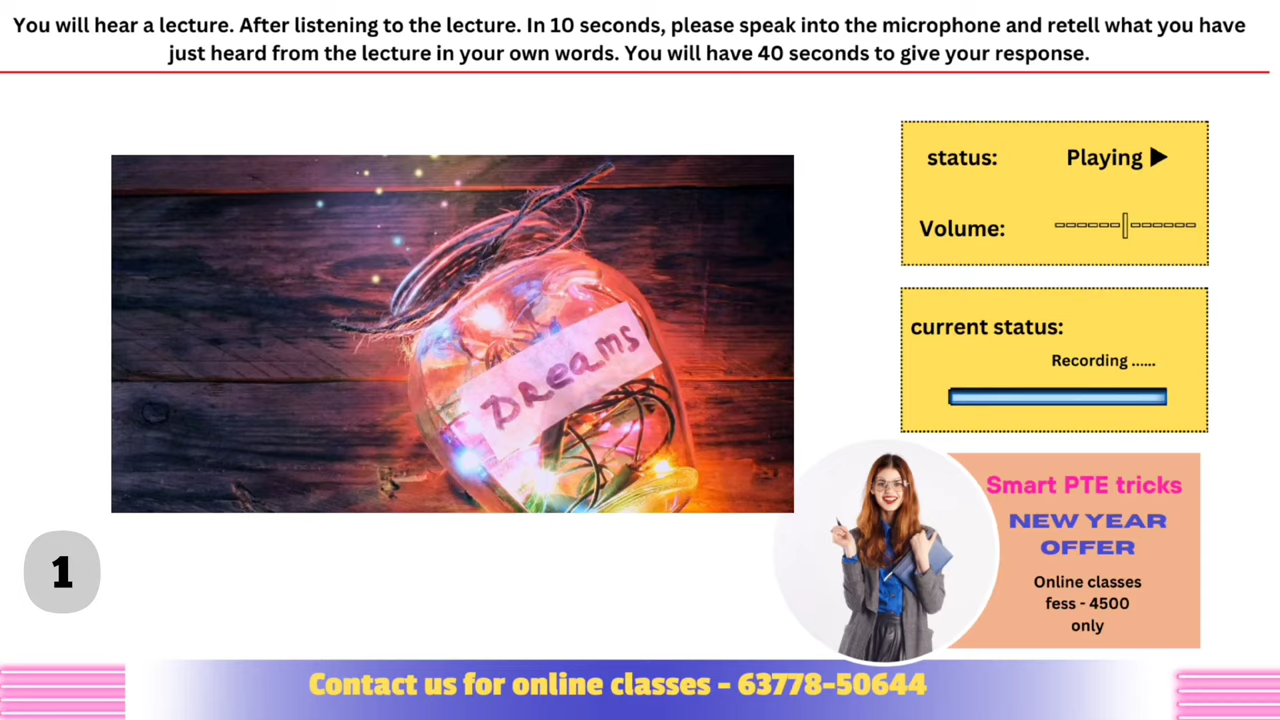 You will hear a lecture. After listening to the lecture. In 10 seconds, please speak into the microphone and retell what you have
just heard from the lecture in your own words. You will have 40 seconds to give your response.
status: Playing
Volume:
DReams
current status:
Recording ......
Smart PTE tricks
NEW YEAR
OFFER
Online classes
fess - 4500
only
1
Contact us for online classes - 63778-50644